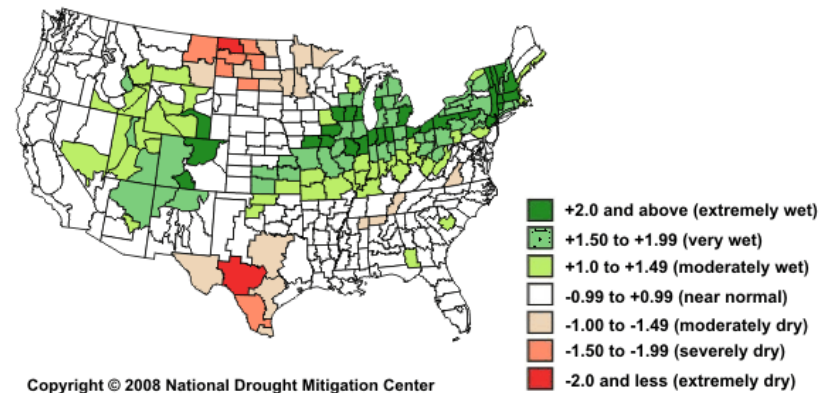 +2.0 and above (extremely wet)
+1.50 to +1.99 (very wet)
+1.0 to +1.49 (moderately wet)
-0.99 to +0.99 (near normal)
-1.00 to -1.49 (moderately dry)
-1.50 to -1.99 (severely dry)
-2.0 and less (extremely dry)
Copyright © 2008 National Drought Mitigation Center